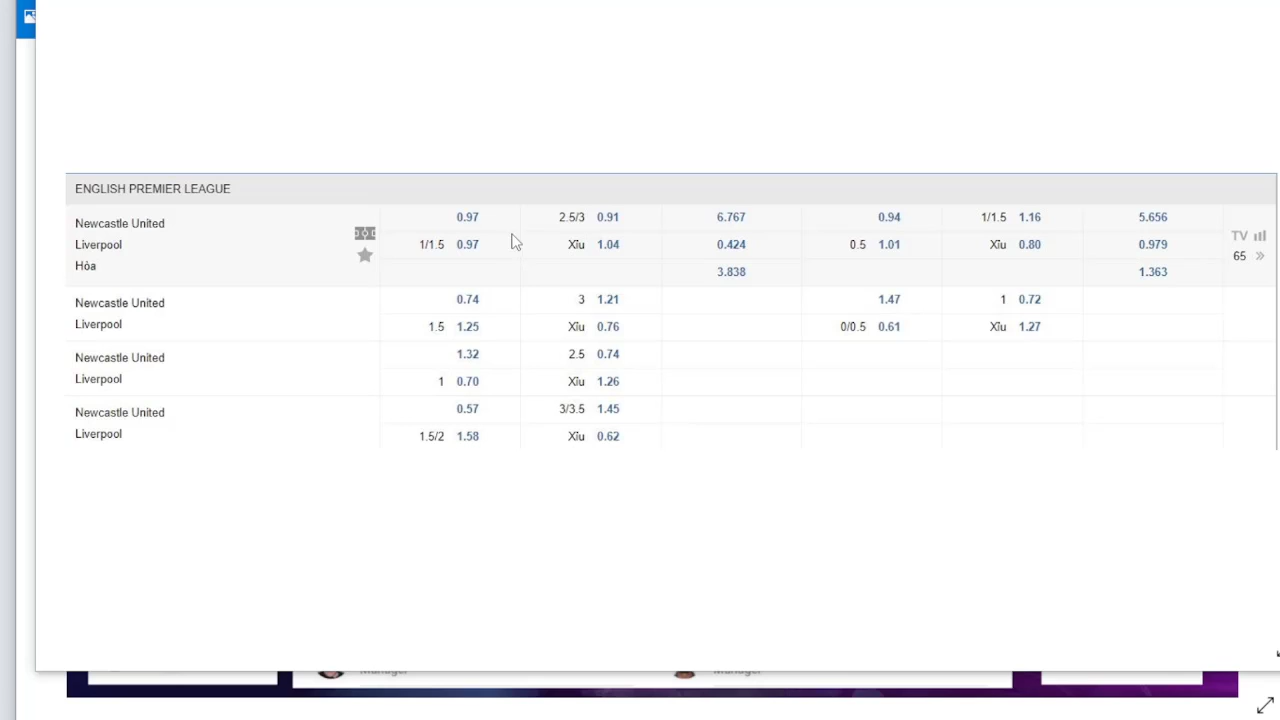 ENGLISH PREMIER LEAGUE
Newcastle United 0.97 2.5/3 0.91 6.767 0.94 1/1.5 1.16 5.656
Liverpool 1/1.5 0.97 Xỉu 1.04 0.424 0.5 1.01 Xỉu 0.80 0.979 TV
Hòa 3.838 1.363 65 »
Newcastle United 0.74 3 1.21 1.47 1 0.72
Liverpool 1.5 1.25 Xỉu 0.76 0/0.5 0.61 Xỉu 1.27
Newcastle United 1.32 2.5 0.74
Liverpool 1 0.70 Xỉu 1.26
Newcastle United 0.57 3/3.5 1.45
Liverpool 1.5/2 1.58 Xỉu 0.62
Manager Manager